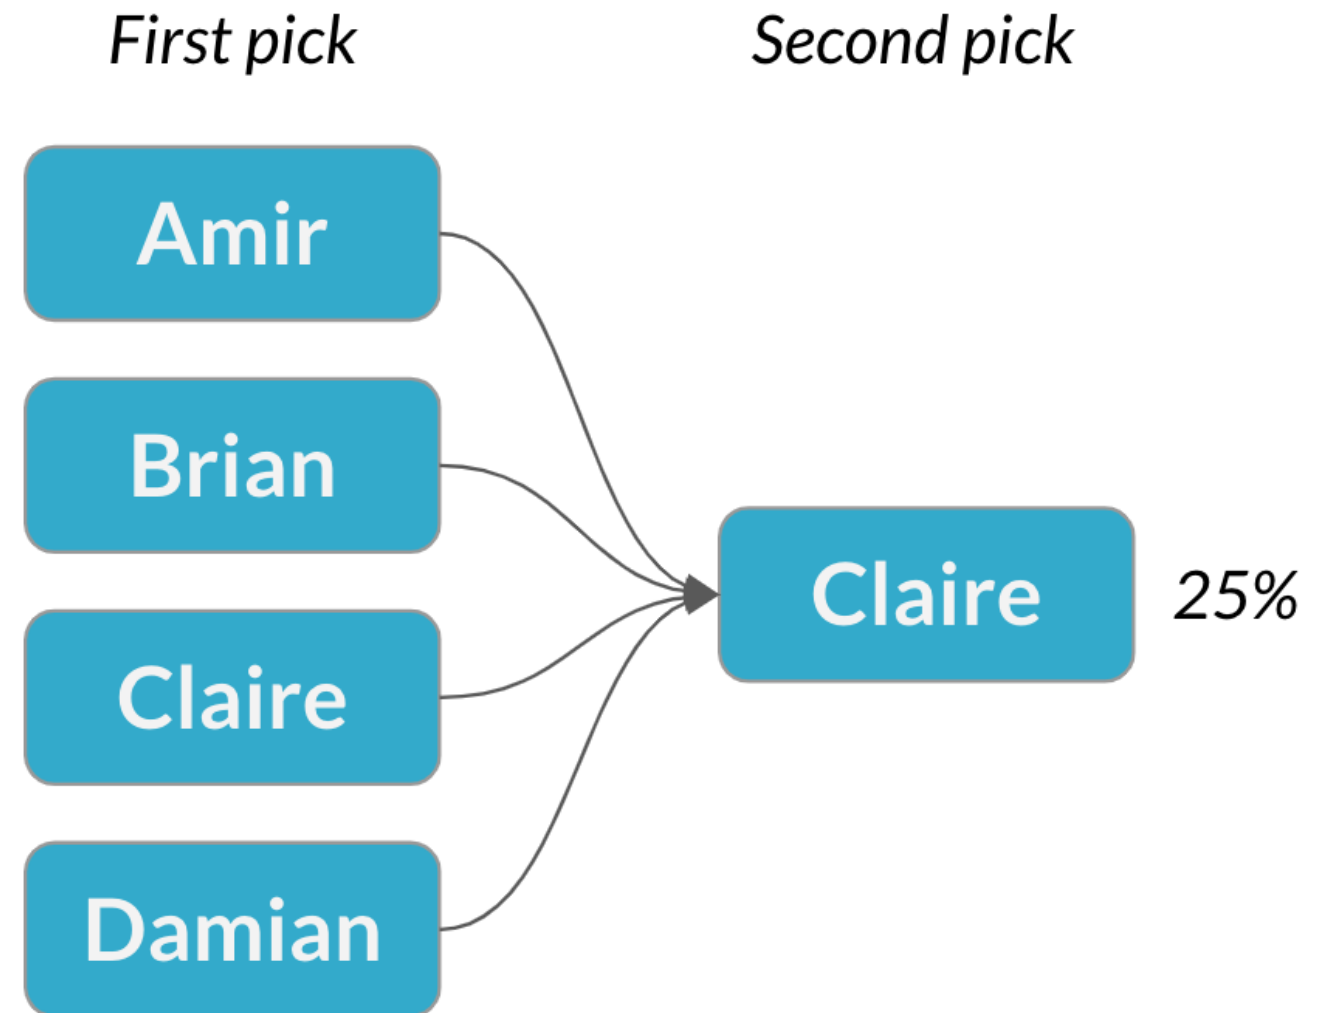 First pick
Second pick
Amir
Brian
Claire
Damian
Claire
25%